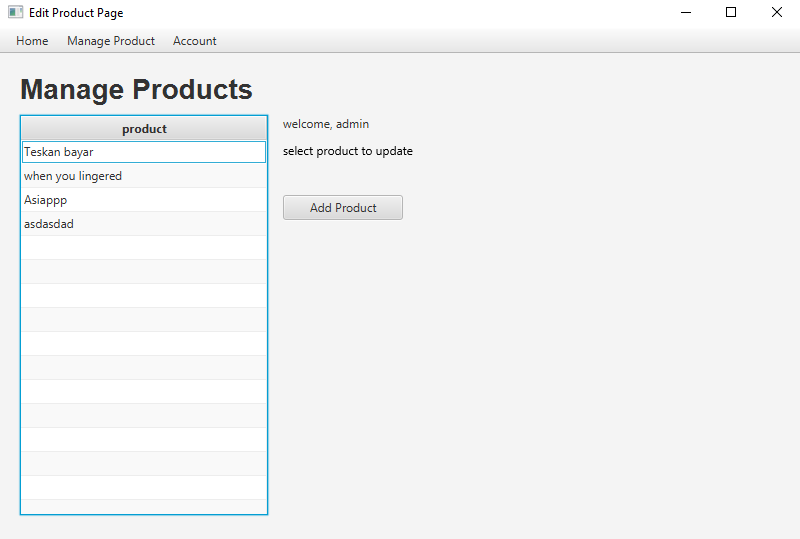 Edit Product Page
Home Manage Product Account
Manage Products
product
Teskan bayar
when you lingered
Asiappp
asdasdad
welcome, admin
select product to update
Add Product